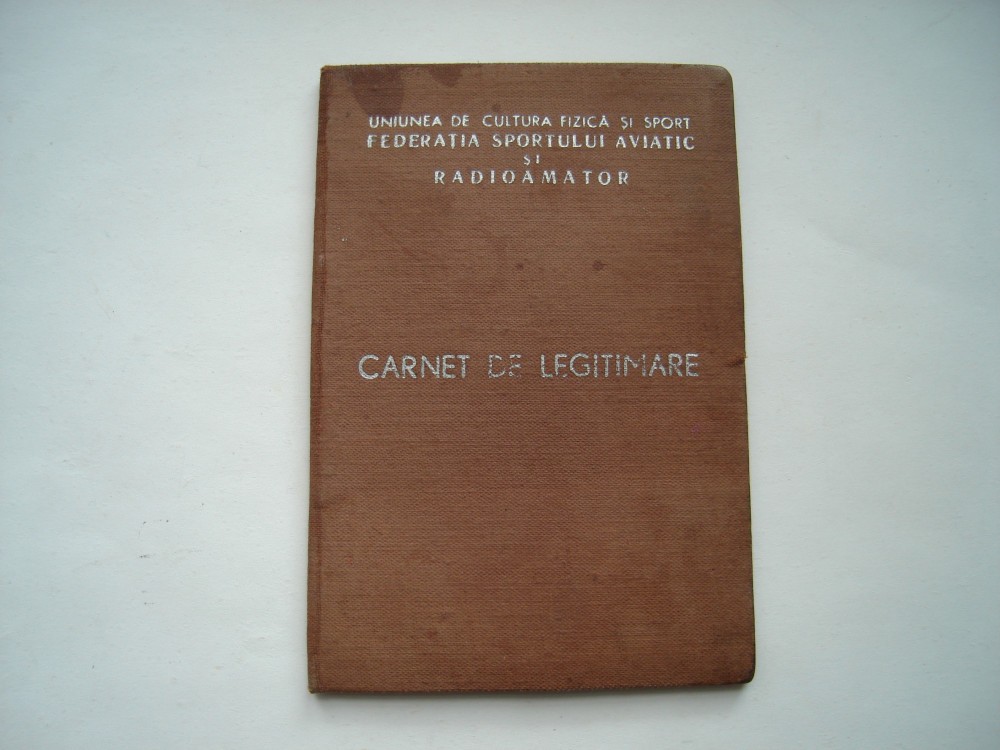 UNIUNEA DE CULTURA FIZICĂ ȘI SPORT
FEDERAȚIA SPORTULUI AVIATIC
ȘI
RADIOAMATOR
CARNET DE LEGITIMARE